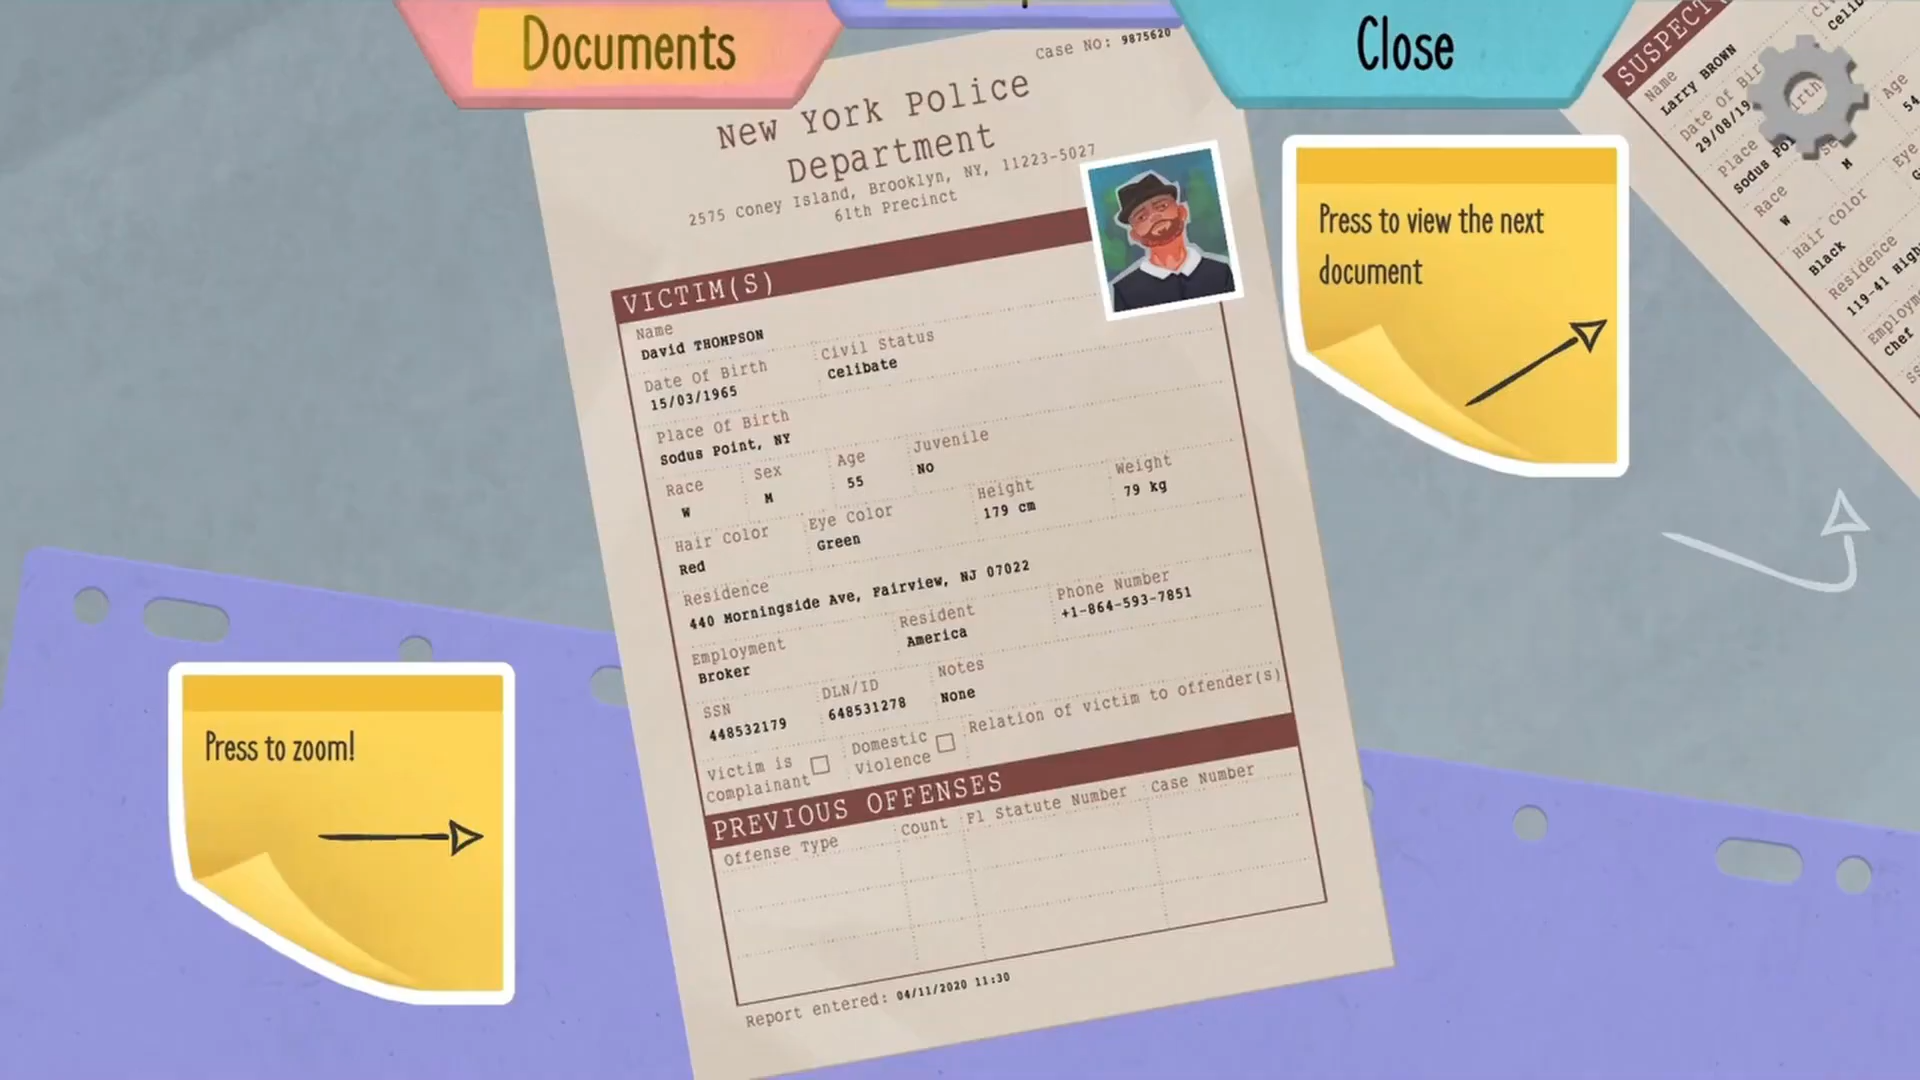 Documents
Close
Case No: 9875620
New York Police
Department
2575 Coney Island, Brooklyn, NY, 11223-5027
61th Precinct
VICTIM(S)
Name
David THOMPSON
Date Of Birth
15/03/1965
Civil Status
Celibate
Place Of Birth
Sodus Point, NY
Race
W
Sex
M
Age
55
Juvenile
No
Hair Color
Red
Eye Color
Green
Height
179 cm
Weight
79 kg
Residence
440 Morningside Ave, Fairview, NJ 07022
Employment
Broker
Resident
America
Phone Number
+1-864-593-7851
SSN
448532179
DLN/ID
648531278
Notes
None
Victim is
Complainant
Domestic
Violence
Relation of victim to offender(s)
PREVIOUS OFFENSES
Offense Type
Count
Fl Statute Number
Case Number
Report entered: 04/11/2020 11:30
Press to view the next
document
Press to zoom!
SUSPECT
Name
Larry BROWN
Date Of Bir
29/08/19
Place
Sodus Poi
Race
W
M
Age
54
Hair Color
Black
Eye
Residence
119-41 High
Employm
Chef